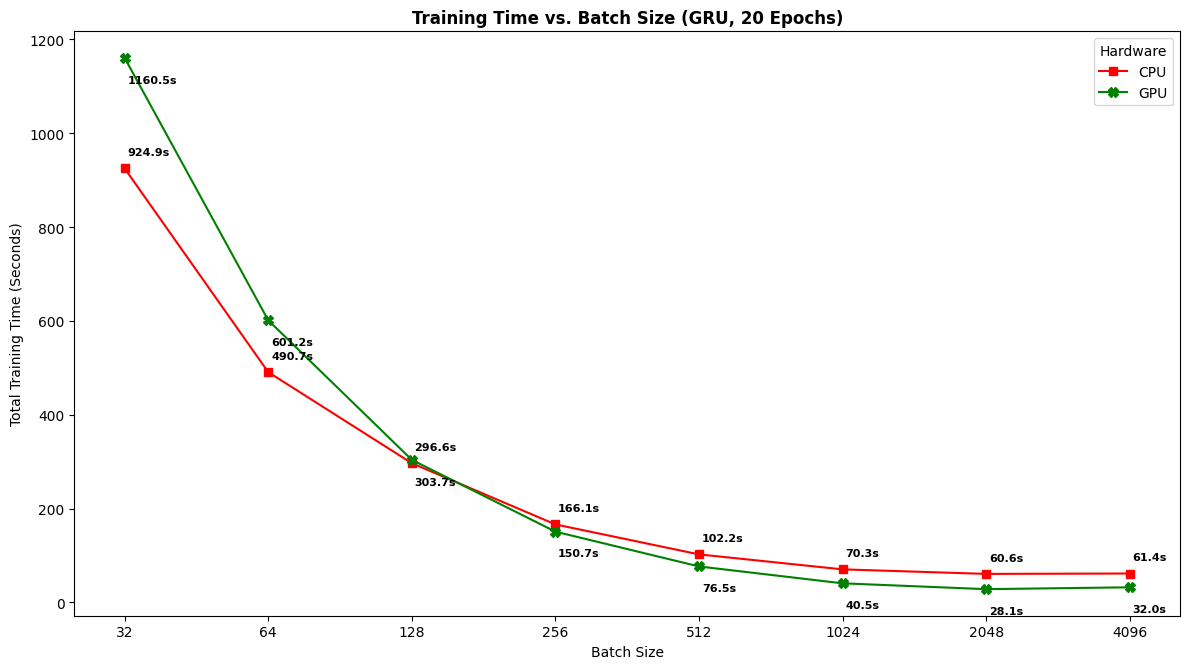 Training Time vs. Batch Size (GRU, 20 Epochs)
Total Training Time (Seconds)
1200
1000
800
600
400
200
0
Hardware
CPU
GPU
1160.5s
924.9s
601.2s
490.7s
296.6s
303.7s
166.1s
150.7s
102.2s
76.5s
70.3s
40.5s
60.6s
28.1s
61.4s
32.0s
32 64 128 256 512 1024 2048 4096
Batch Size